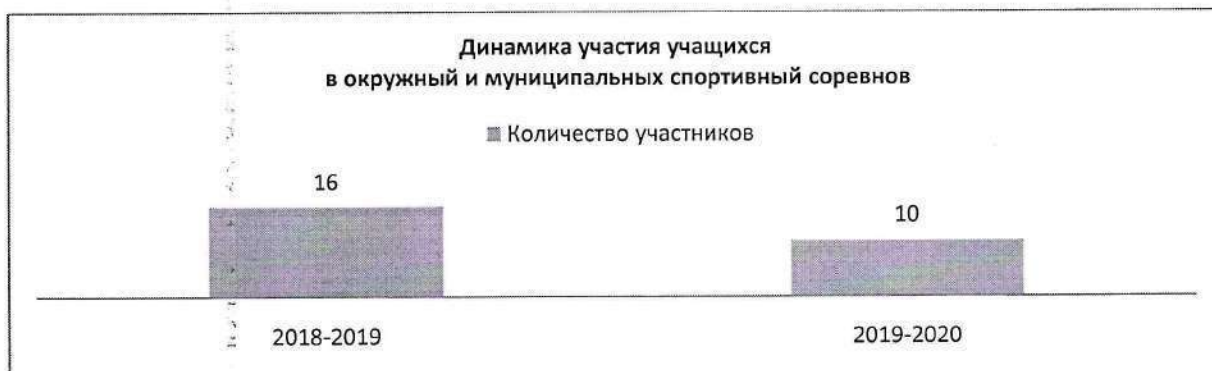 Динамика участия учащихся
в окружный и муниципальных спортивный соревнов
Количество участников
16
10
2018-2019
2019-2020